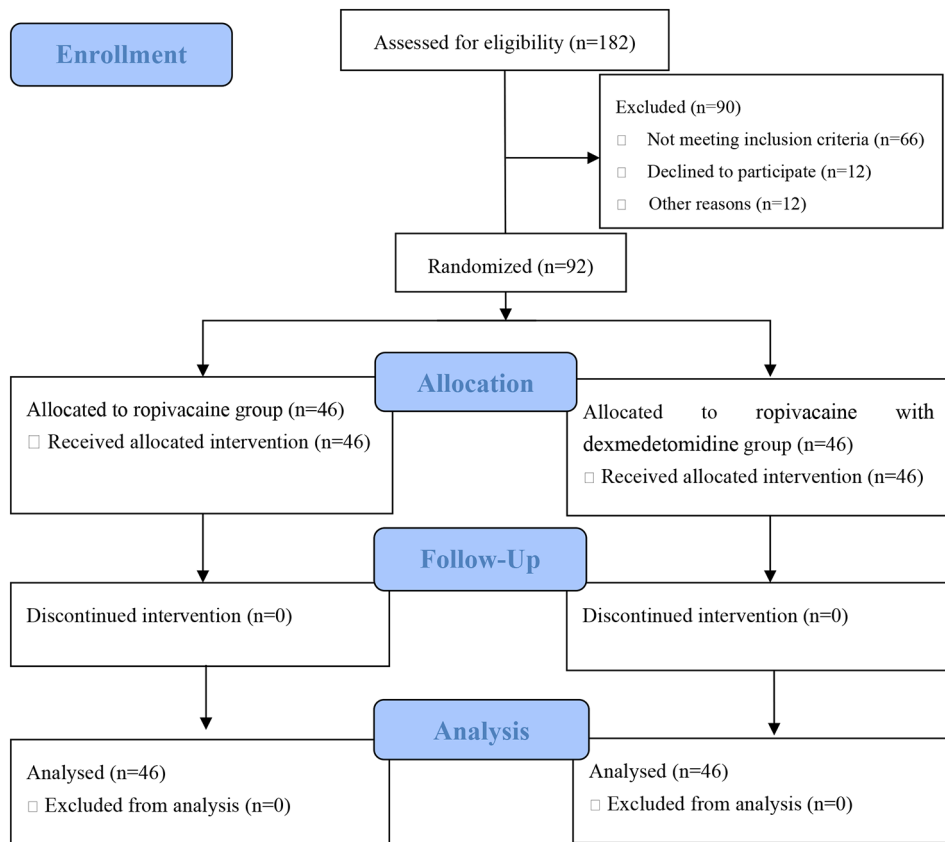 Enrollment
Assessed for eligibility (n=182)
Excluded (n=90)
Not meeting inclusion criteria (n=66)
Declined to participate (n=12)
Other reasons (n=12)
Randomized (n=92)
Allocation
Allocated to ropivacaine group (n=46)
Received allocated intervention (n=46)
Allocated to ropivacaine with
dexmedetomidine group (n=46)
Received allocated intervention (n=46)
Follow-Up
Discontinued intervention (n=0)
Discontinued intervention (n=0)
Analysis
Analysed (n=46)
Excluded from analysis (n=0)
Analysed (n=46)
Excluded from analysis (n=0)